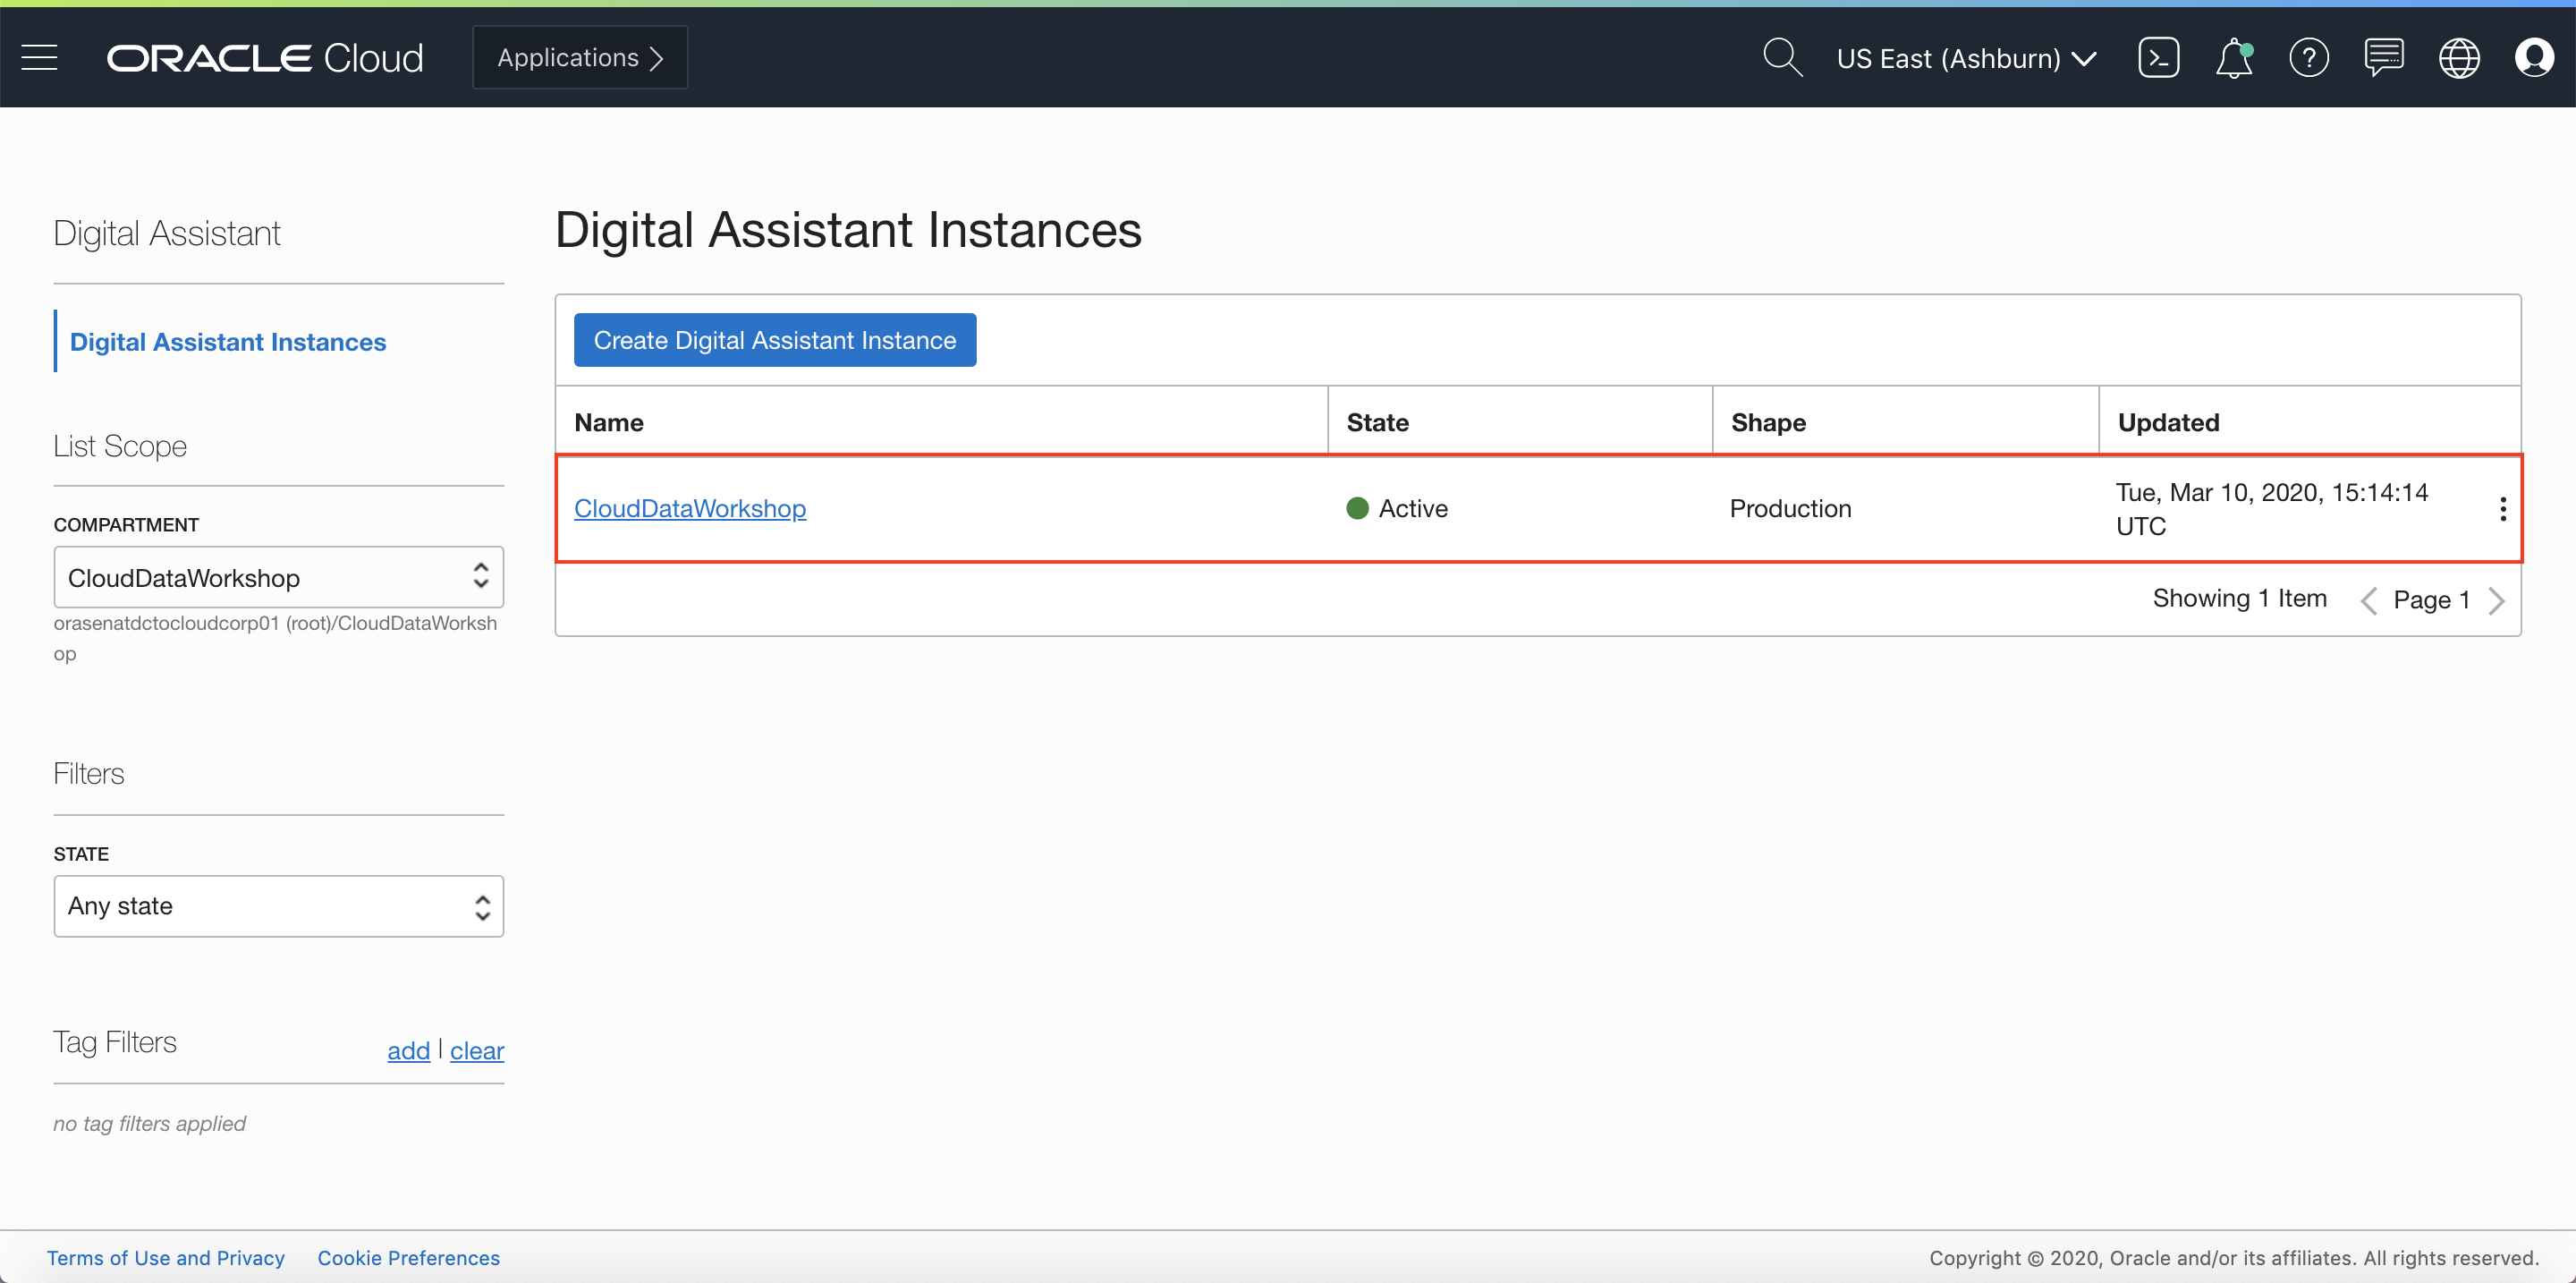 ORACLE Cloud
Applications
US East (Ashburn)
Digital Assistant
Digital Assistant Instances
List Scope
COMPARTMENT
CloudDataWorkshop
orasenatdctocloudcorp01 (root)/CloudDataWorksh
op
Filters
STATE
Any state
Tag Filters
add | clear
no tag filters applied
Digital Assistant Instances
Create Digital Assistant Instance
Name State Shape Updated
CloudDataWorkshop Active Production Tue, Mar 10, 2020, 15:14:14
UTC
Showing 1 Item Page 1
Terms of Use and Privacy Cookie Preferences
Copyright © 2020, Oracle and/or its affiliates. All rights reserved.